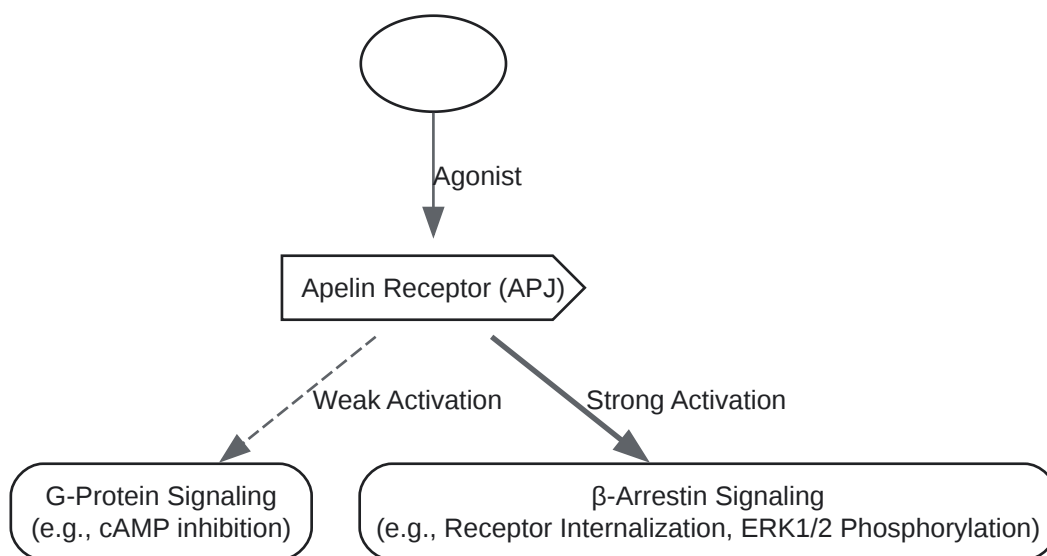 Agonist
Apelin Receptor (APJ)
Weak Activation
Strong Activation
G-Protein Signaling
(e.g., cAMP inhibition)
β-Arrestin Signaling
(e.g., Receptor Internalization, ERK1/2 Phosphorylation)